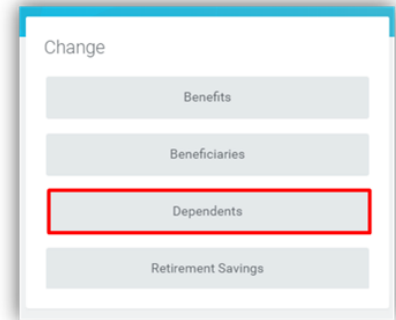 Change
Benefits
Beneficiaries
Dependents
Retirement Savings